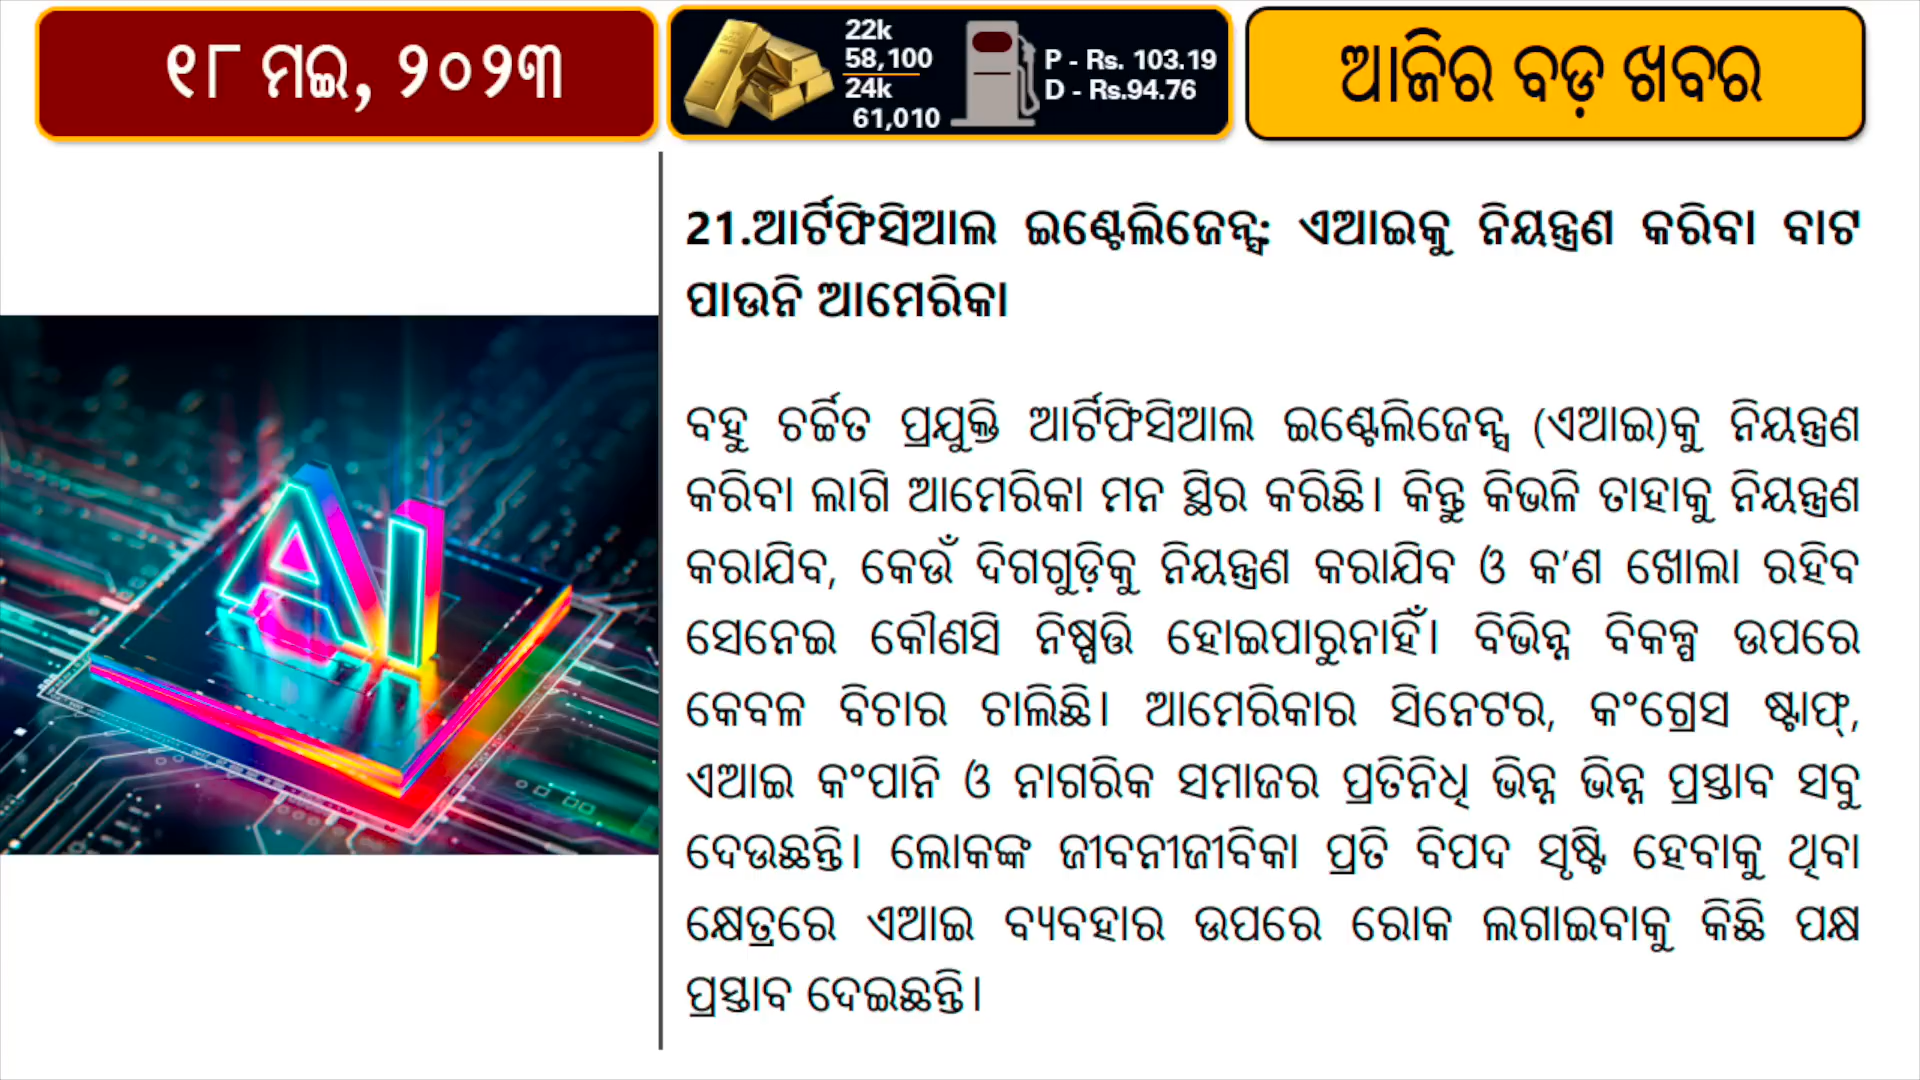 ୧୮ ମଇ, ୨୦୨୩
22k
58,100
24k
61,010
P - Rs. 103.19
D - Rs.94.76
ଆଜିର ବଡ଼ ଖବର
21.ଆର୍ଟିଫିସିଆଲ ଇଣ୍ଟେଲିଜେନ୍ସ: ଏଆଇକୁ ନିୟନ୍ତ୍ରଣ କରିବା ବାଟ
ପାଉନି ଆମେରିକା
ବହୁ ଚର୍ଚ୍ଚିତ ପ୍ରଯୁକ୍ତି ଆର୍ଟିଫିସିଆଲ ଇଣ୍ଟେଲିଜେନ୍ସ (ଏଆଇ)କୁ ନିୟନ୍ତ୍ରଣ
କରିବା ଲାଗି ଆମେରିକା ମନ ସ୍ଥିର କରିଛି। କିନ୍ତୁ କିଭଳି ତାହାକୁ ନିୟନ୍ତ୍ରଣ
କରାଯିବ, କେଉଁ ଦିଗଗୁଡ଼ିକୁ ନିୟନ୍ତ୍ରଣ କରାଯିବ ଓ କ’ଣ ଖୋଲା ରହିବ
ସେନେଇ କୌଣସି ନିଷ୍ପତ୍ତି ହୋଇପାରୁନାହିଁ। ବିଭିନ୍ନ ବିକଳ୍ପ ଉପରେ
କେବଳ ବିଚାର ଚାଲିଛି। ଆମେରିକାର ସିନେଟର, କଂଗ୍ରେସ ଷ୍ଟାଫ୍,
ଏଆଇ କଂପାନି ଓ ନାଗରିକ ସମାଜର ପ୍ରତିନିଧି ଭିନ୍ନ ଭିନ୍ନ ପ୍ରସ୍ତାବ ସବୁ
ଦେଉଛନ୍ତି। ଲୋକଙ୍କ ଜୀବନୀଜୀବିକା ପ୍ରତି ବିପଦ ସୃଷ୍ଟି ହେବାକୁ ଥିବା
କ୍ଷେତ୍ରରେ ଏଆଇ ବ୍ୟବହାର ଉପରେ ରୋକ ଲଗାଇବାକୁ କିଛି ପକ୍ଷ
ପ୍ରସ୍ତାବ ଦେଇଛନ୍ତି।
AI